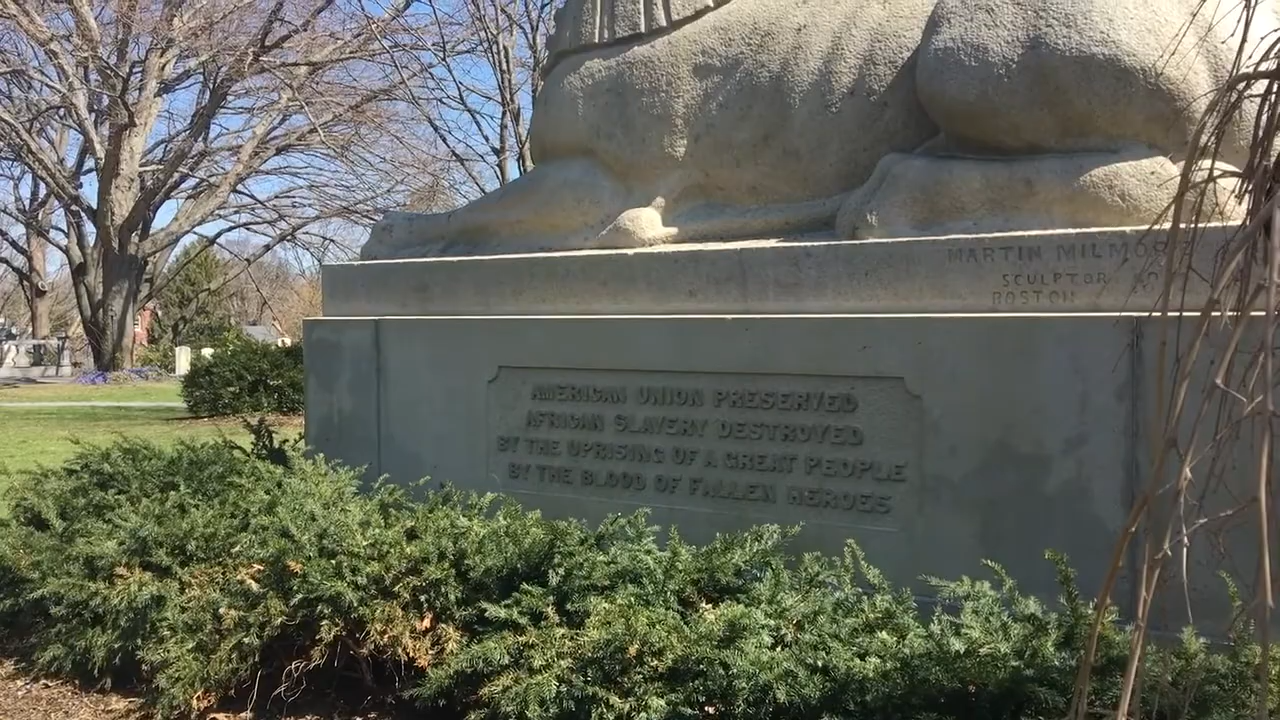 MARTIN MILMORE
SCULPTOR
BOSTON
AMERICAN UNION PRESERVED
AFRICAN SLAVERY DESTROYED
BY THE UPRISING OF A GREAT PEOPLE
BY THE BLOOD OF FALLEN HEROES